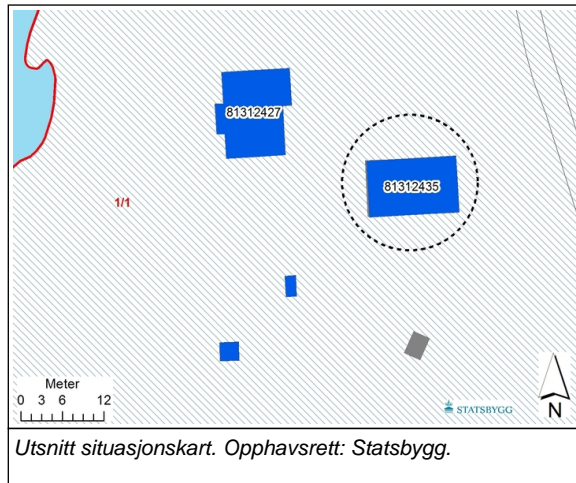 81312427
81312435
1/1
Meter
0 3 6 12
STATSBYGG
N
Utsnitt situasjonskart. Opphavsrett: Statsbygg.